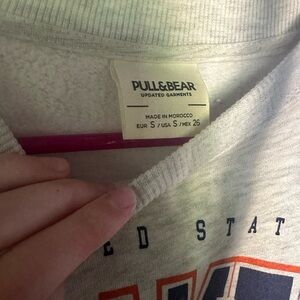 PULL&BEAR
UPDATED GARMENTS
MADE IN MOROCCO
EUR S / USA S / MEX 26
ED STAT